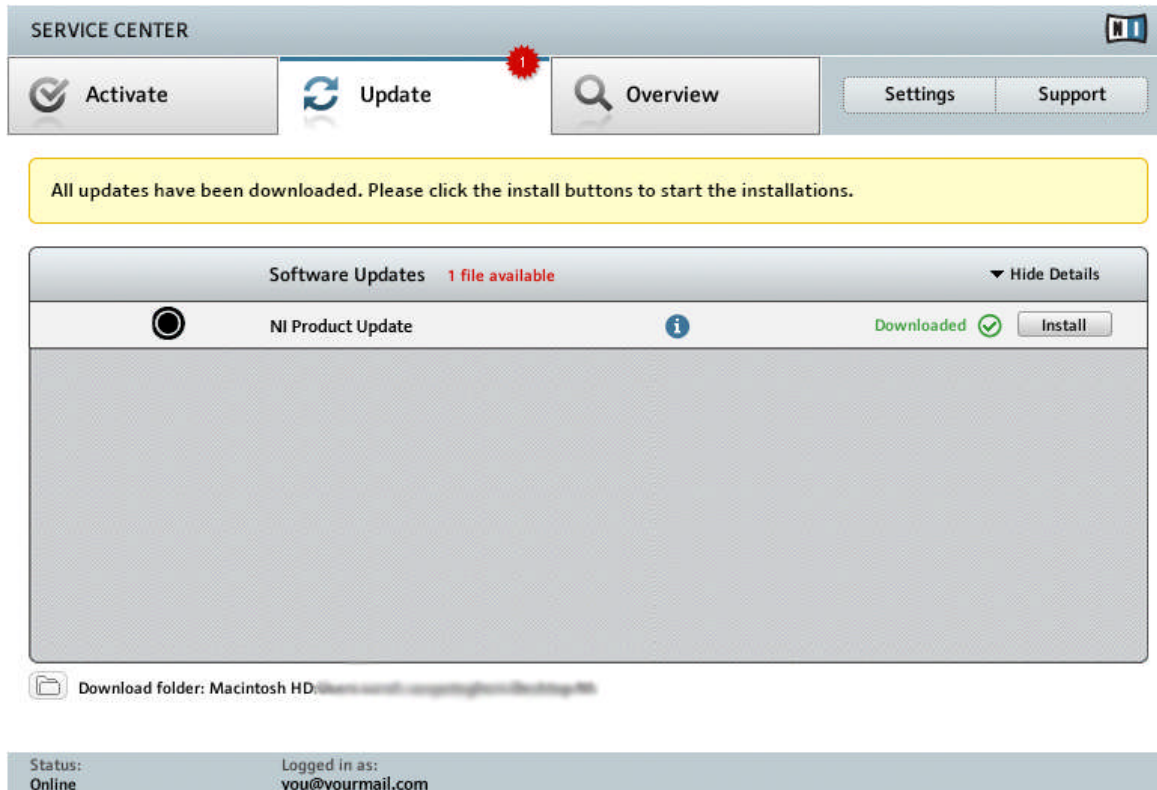 SERVICE CENTER
NI
Activate
Update
1
Overview
Settings
Support
All updates have been downloaded. Please click the install buttons to start the installations.
Software Updates 1 file available
Hide Details
NI Product Update
i
Downloaded
Install
Download folder: Macintosh HD:
Status:
Online
Logged in as:
you@yourmail.com